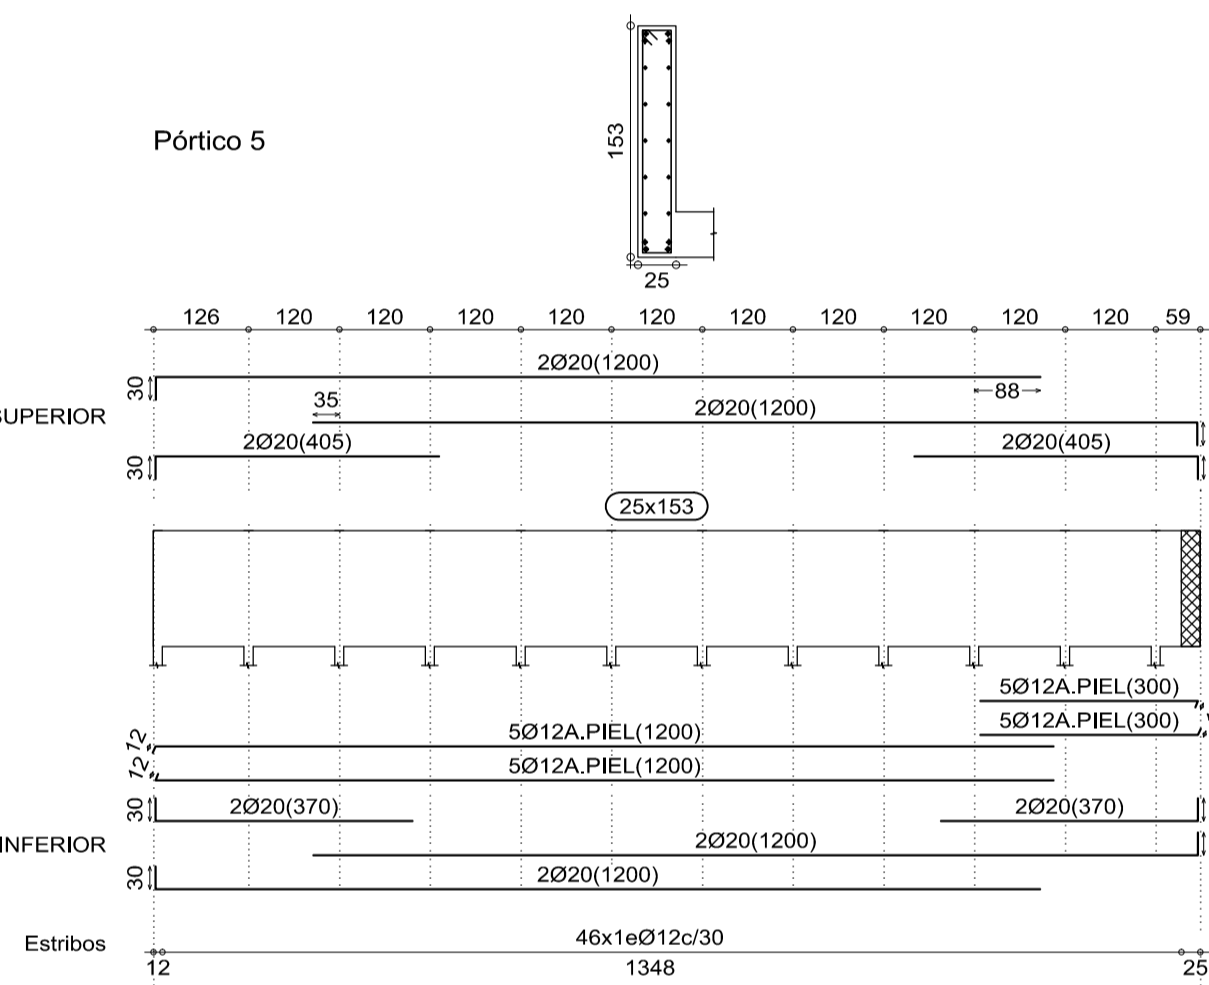 153
Pórtico 5
25
126 120 120 120 120 120 120 120 120 120 120 59
2Ø20(1200)
30
88
35
SUPERIOR
2Ø20(1200)
2Ø20(405) 2Ø20(405)
30
25x153
5Ø12A.PIEL(300)
5Ø12A.PIEL(300)
12 5Ø12A.PIEL(1200)
12 5Ø12A.PIEL(1200)
30 2Ø20(370) 2Ø20(370)
INFERIOR 2Ø20(1200)
30 2Ø20(1200)
Estribos 46x1eØ12c/30
12 1348 25